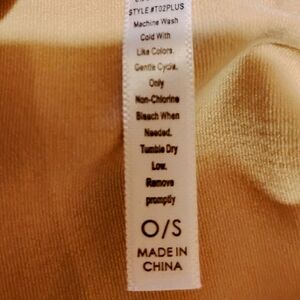 STYLE#T02PLUS
Machine Wash
Cold With
Like Colors.
Gentle Cycle.
Only
Non-Chlorine
Bleach When
Needed.
Tumble Dry
Low.
Remove
promptly
O/S
MADE IN
CHINA